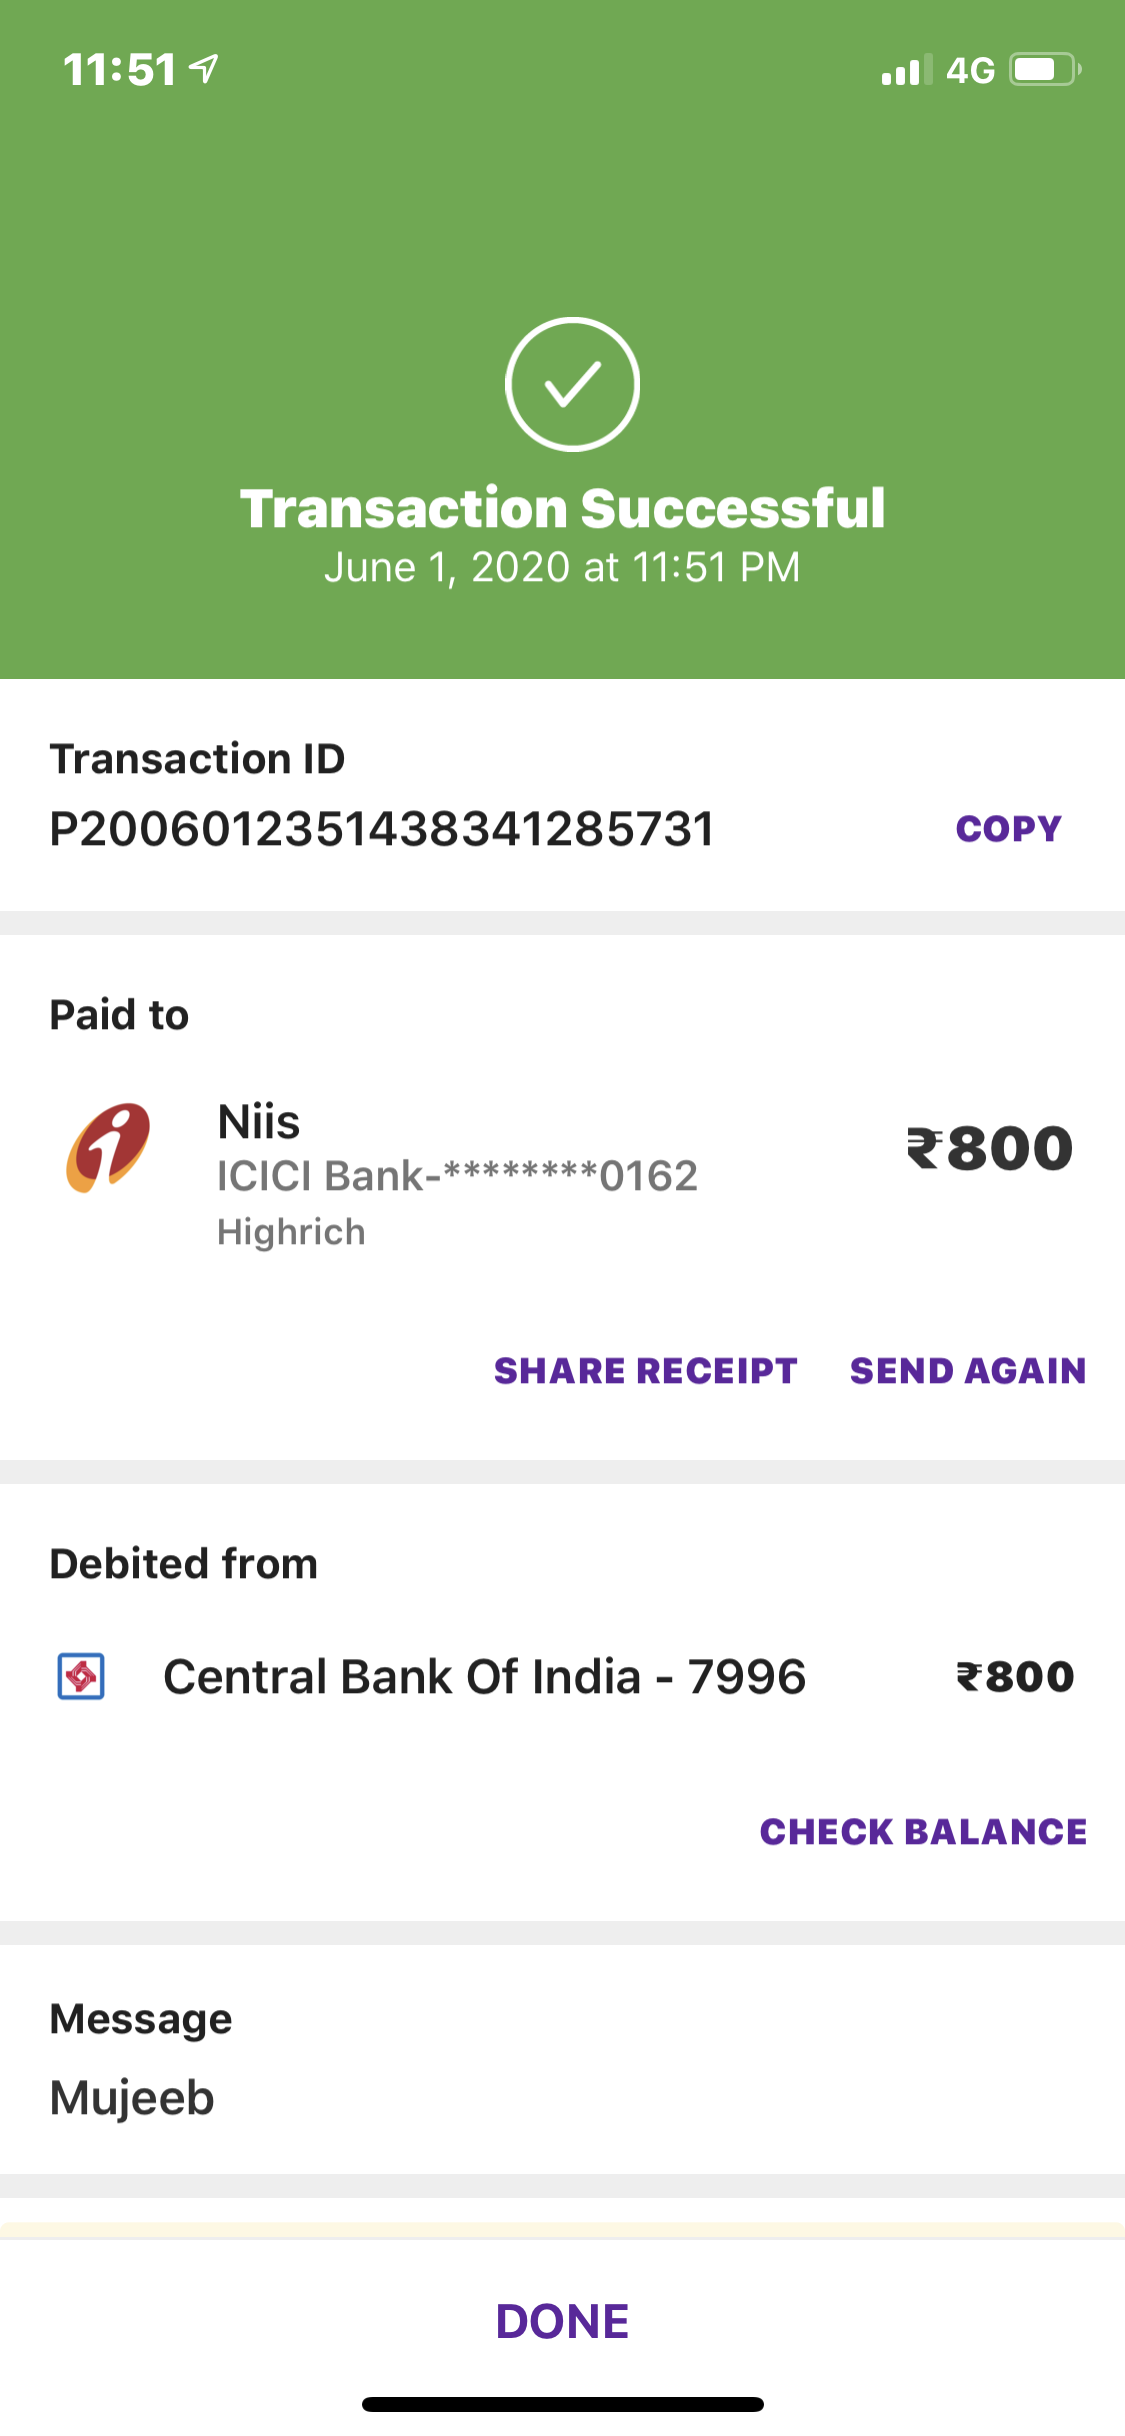 11:51
4G
Transaction Successful
June 1, 2020 at 11:51 PM
Transaction ID
P2006012351438341285731
COPY
Paid to
Niis
₹800
ICICI Bank-********0162
Highrich
SHARE RECEIPT SEND AGAIN
Debited from
Central Bank Of India - 7996 ₹800
CHECK BALANCE
Message
Mujeeb
DONE